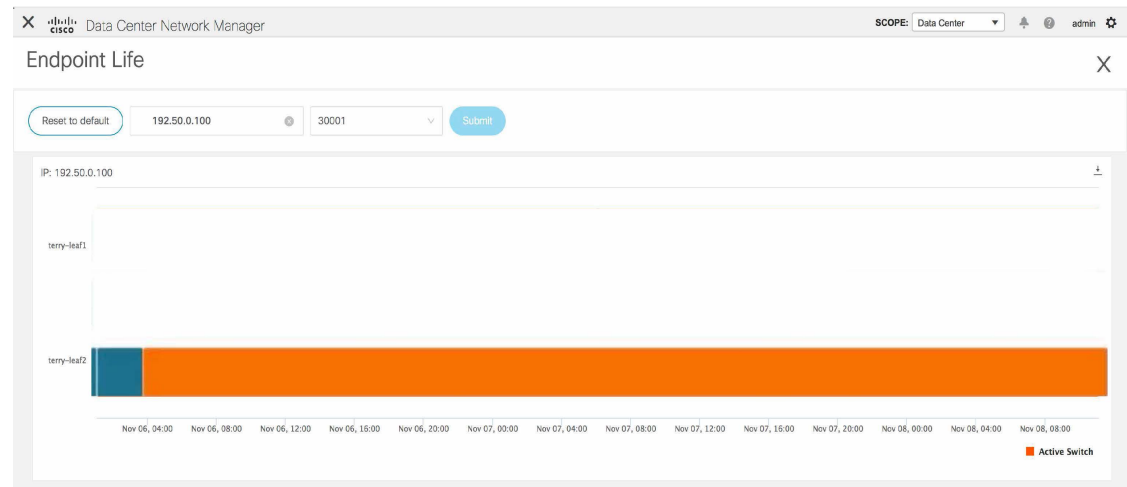 X CISCO Data Center Network Manager SCOPE: Data Center admin
Endpoint Life X
Reset to default 192.50.0.100 30001 Submit
IP: 192.50.0.100
terry-leaf1
terry-leaf2
Nov 06, 04:00 Nov 06, 08:00 Nov 06, 12:00 Nov 06, 16:00 Nov 06, 20:00 Nov 07, 00:00 Nov 07, 04:00 Nov 07, 08:00 Nov 07, 12:00 Nov 07, 16:00 Nov 07, 20:00 Nov 08, 00:00 Nov 08, 04:00 Nov 08, 08:00
Active Switch